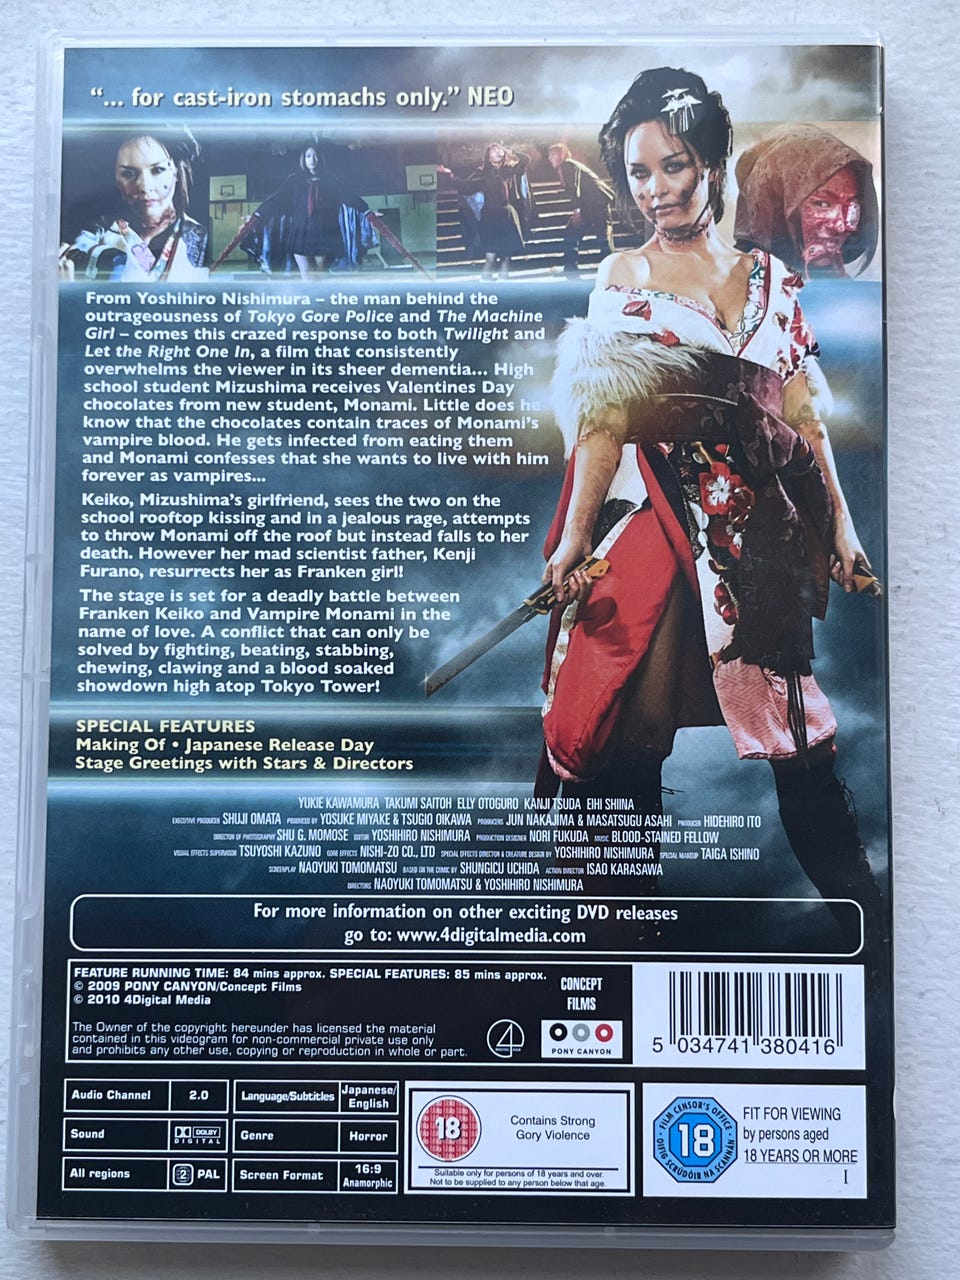 “... for cast-iron stomachs only.” NEO
From Yoshihiro Nishimura – the man behind the
outrageousness of Tokyo Gore Police and The Machine
Girl – comes this crazed response to both Twilight and
Let the Right One In, a film that consistently
overwhelms the viewer in its sheer dementia... High
school student Mizushima receives Valentines Day
chocolates from new student, Monami. Little does he
know that the chocolates contain traces of Monami’s
vampire blood. He gets infected from eating them
and Monami confesses that she wants to live with him
forever as vampires...
Keiko, Mizushima’s girlfriend, sees the two on the
school rooftop kissing and in a jealous rage, attempts
to throw Monami off the roof but instead falls to her
death. However her mad scientist father, Kenji
Furano, resurrects her as Franken girl!
The stage is set for a deadly battle between
Franken Keiko and Vampire Monami in the
name of love. A conflict that can only be
solved by fighting, beating, stabbing,
chewing, clawing and a blood soaked
showdown high atop Tokyo Tower!
SPECIAL FEATURES
Making Of • Japanese Release Day
Stage Greetings with Stars & Directors
YUKIE KAWAMURA TAKUMI SAITOH ELLY OTOGURO KANJI TSUDA EIHI SHIINA
EXECUTIVE PRODUCER SHUJI OMATA PRODUCED BY YOSUKE MIYAKE & TSUGIO OIKAWA PRODUCERS JUN NAKAJIMA & MASATSUGU ASAHI PRODUCER HIDEHIRO ITO
DIRECTOR OF PHOTOGRAPHY SHU G. MOMOSE EDITOR YOSHIHIRO NISHIMURA PRODUCTION DESIGNER NORI FUKUDA MUSIC BLOOD-STAINED FELLOW
VISUAL EFFECTS SUPERVISOR TSUYOSHI KAZUNO GORE EFFECTS NISHI-ZO CO., LTD SPECIAL EFFECTS DIRECTOR & CREATURE DESIGN BY YOSHIHIRO NISHIMURA SPECIAL MAKEUP TAIGA ISHINO
SCREENPLAY NAOYUKI TOMOMATSU BASED ON THE COMIC BY SHUNGICU UCHIDA ACTION DIRECTOR ISAO KARASAWA
DIRECTORS NAOYUKI TOMOMATSU & YOSHIHIRO NISHIMURA
For more information on other exciting DVD releases
go to: www.4digitalmedia.com
FEATURE RUNNING TIME: 84 mins approx. SPECIAL FEATURES: 85 mins approx.
© 2009 PONY CANYON/Concept Films
© 2010 4Digital Media
The Owner of the copyright hereunder has licensed the material
contained in this videogram for non-commercial private use only
and prohibits any other use, copying or reproduction in whole or part.
4
CONCEPT
FILMS
PONY CANYON
5 034741 380416
Audio Channel 2.0
Sound DOLBY DIGITAL
All regions 2 PAL
Language/Subtitles Japanese/
English
Genre Horror
Screen Format 16:9
Anamorphic
18
Contains Strong
Gory Violence
Suitable only for persons of 18 years and over.
Not to be supplied to any person below that age.
FILM CENSOR'S OFFICE
18
OIFIG SCRÚDÓIR NA SCANNÁN
FIT FOR VIEWING
by persons aged
18 YEARS OR MORE
I